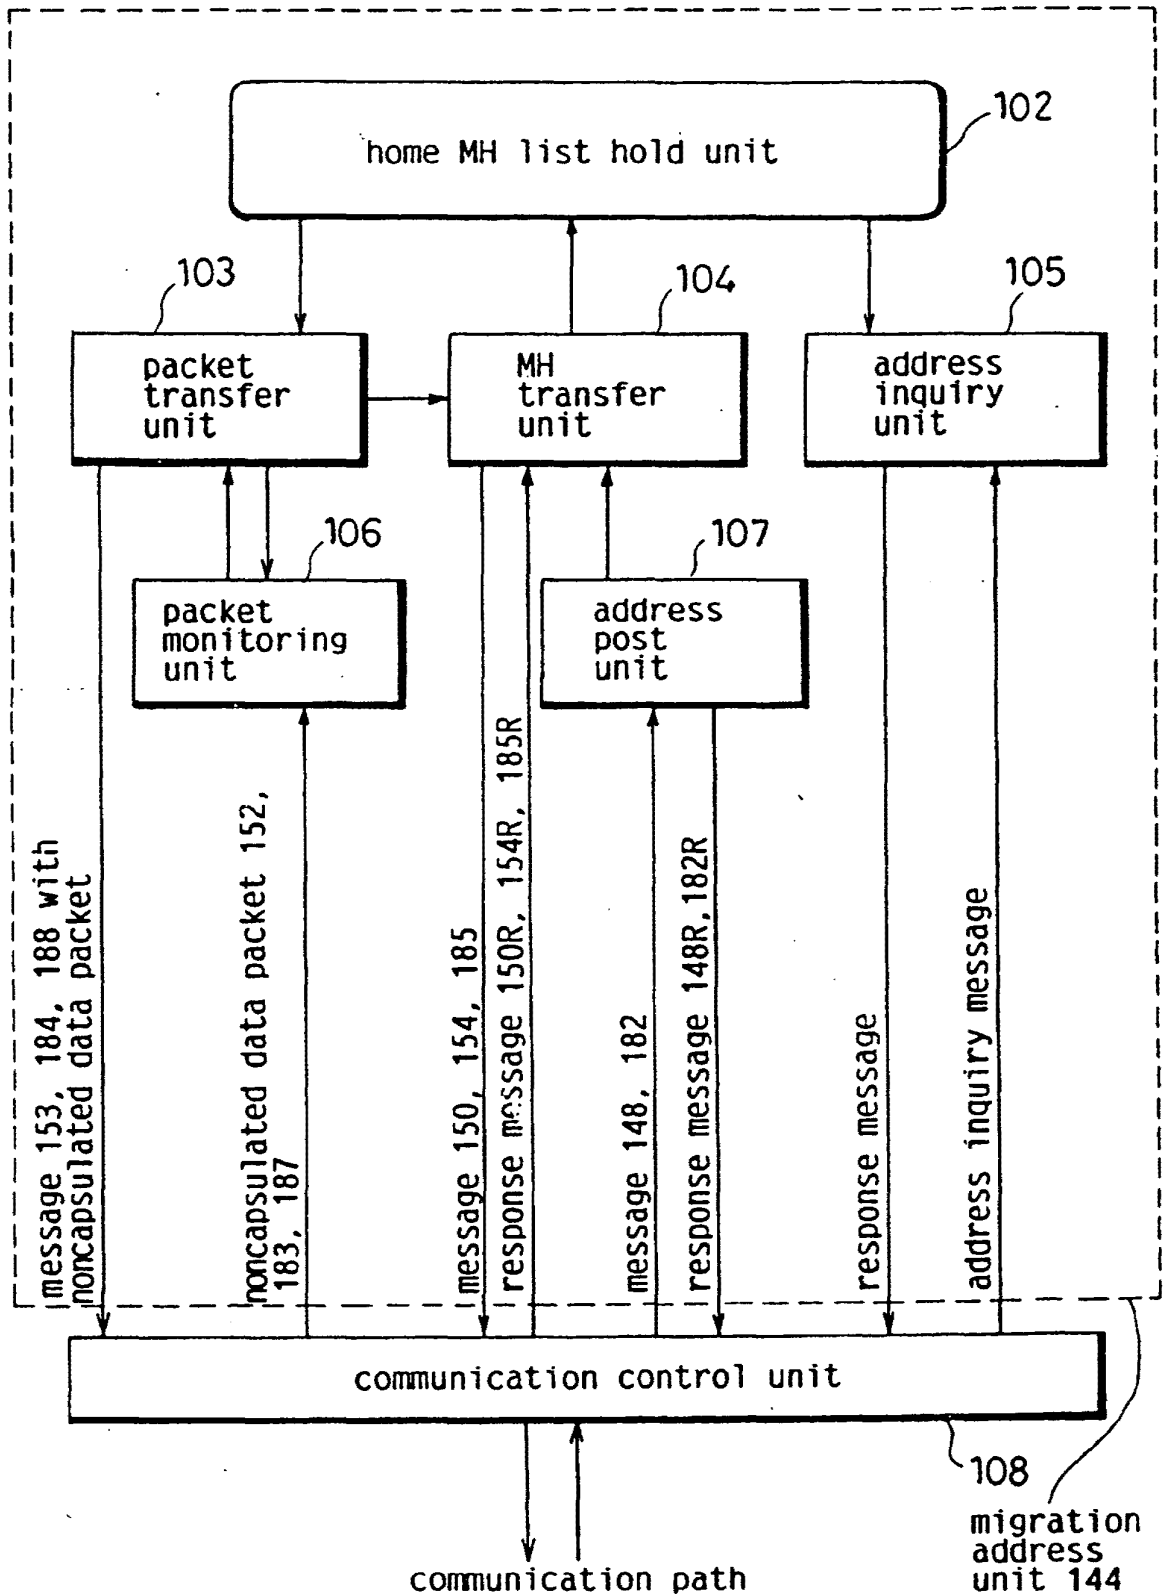 102
home MH list hold unit
103
104
105
packet
transfer
unit
MH
transfer
unit
address
inquiry
unit
106
107
packet
monitoring
unit
address
post
unit
message 153, 184, 188 with
noncapsulated data packet
noncapsulated data packet 152,
183, 187
message 150, 154, 185
response message 150R, 154R, 185R
message 148, 182
response message 148R,182R
response message
address inquiry message
communication control unit
108
migration
address
unit 144
communication path